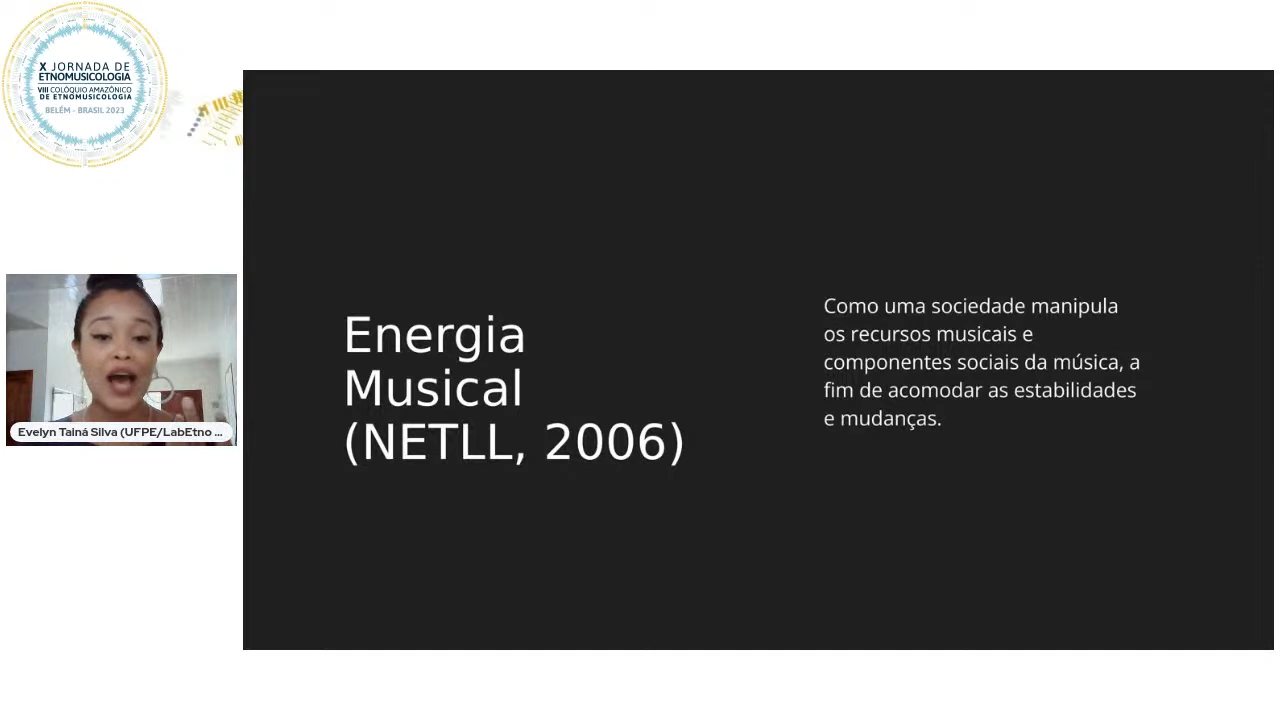 X JORNADA DE
ETNOMUSICOLOGIA
VIII COLÓQUIO AMAZÔNICO
DE ETNOMUSICOLOGIA
BELÉM - BRASIL 2023
Evelyn Tainá Silva (UFPE/LabEtno ...
Energia
Musical
(NETLL, 2006)
Como uma sociedade manipula
os recursos musicais e
componentes sociais da música, a
fim de acomodar as estabilidades
e mudanças.